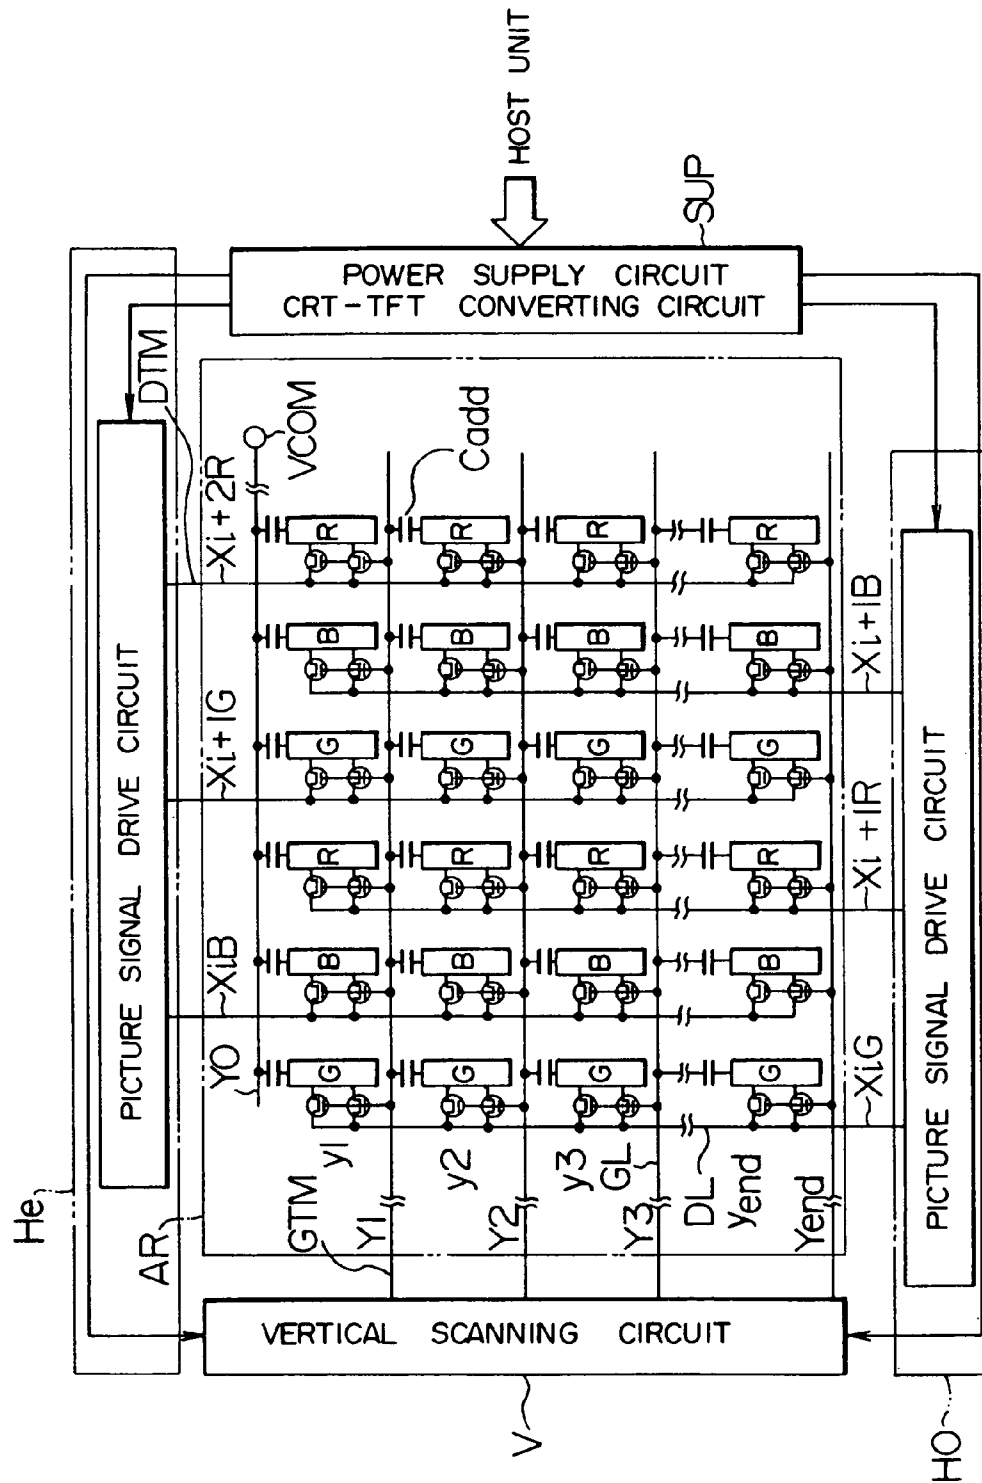 HOST UNIT
SUP
POWER SUPPLY CIRCUIT
CRT-TFT CONVERTING CIRCUIT
He
PICTURE SIGNAL DRIVE CIRCUIT
DTM
AR
XiB
Xi+1G
Xi+2R
Y0
VCOM
Cadd
G B R G B R
y1
GTM
Y1
G B R G B R
y2
Y2
G B R G B R
y3
GL
Y3
DL
yend
G B R G B R
Yend
XiG
Xi+1R
Xi+1B
VERTICAL SCANNING CIRCUIT
V
PICTURE SIGNAL DRIVE CIRCUIT
HO